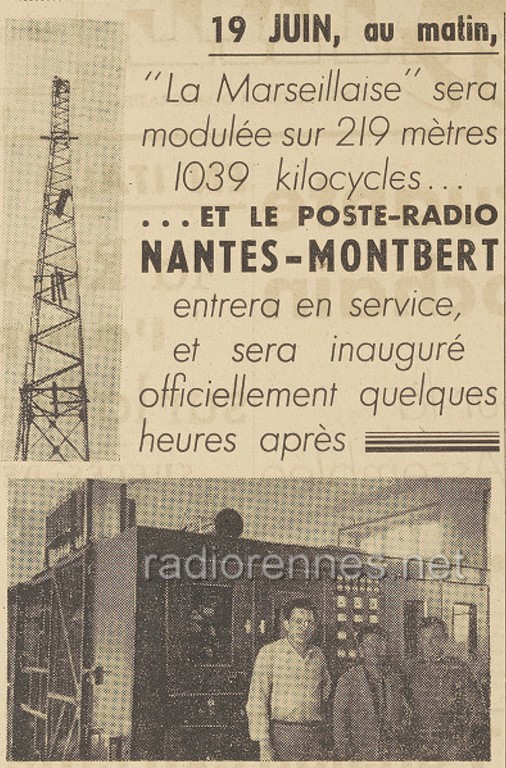 19 JUIN, au matin,
"La Marseillaise" sera
modulée sur 219 mètres
1039 kilocycles...
...ET LE POSTE-RADIO
NANTES-MONTBERT
entrera en service,
et sera inauguré
officiellement quelques
heures après
radiorennes.net